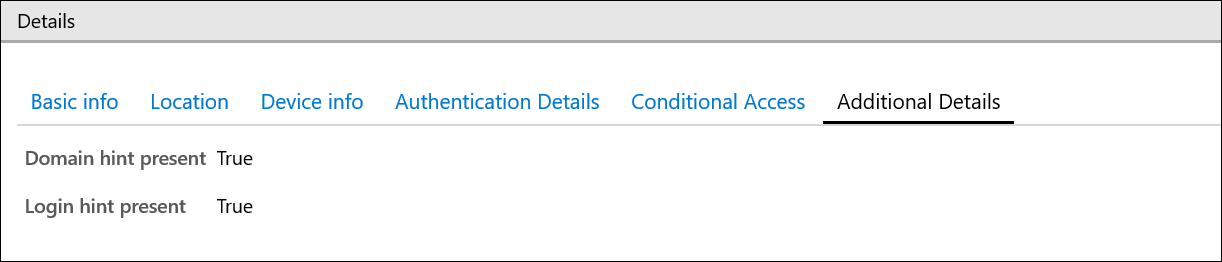 Details
Basic info Location Device info Authentication Details Conditional Access Additional Details
Domain hint present True
Login hint present True